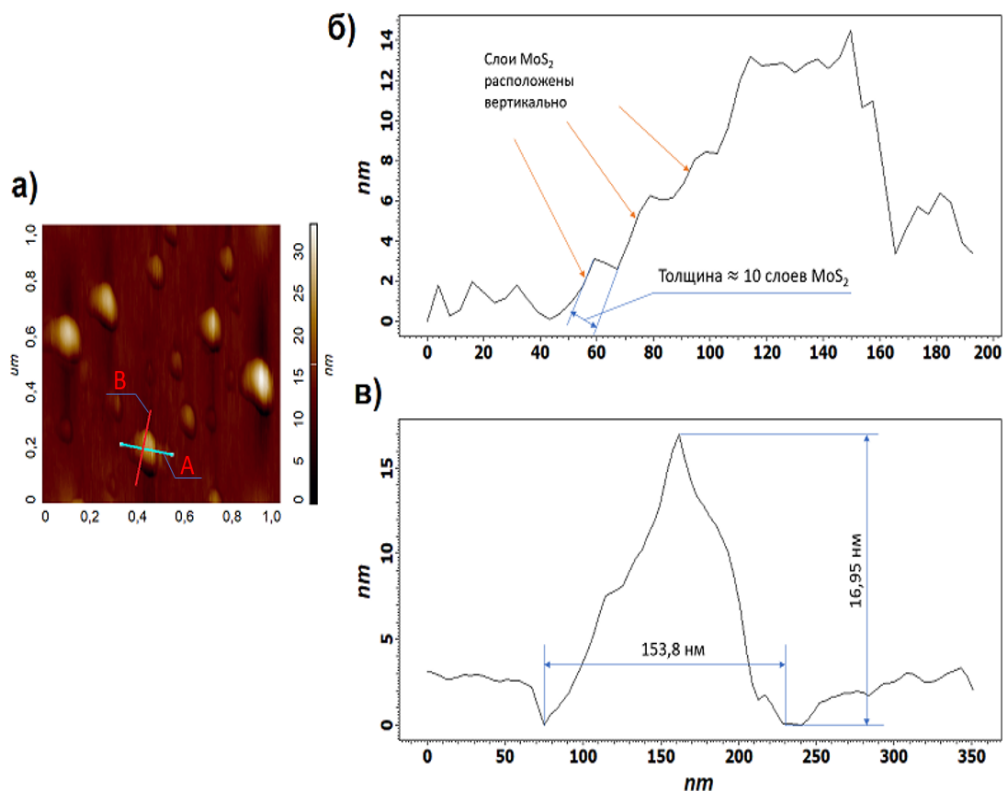 а)
1,0
0,8
0,6
0,4
0,2
0
um
0 0,2 0,4 0,6 0,8 1,0
B
A
30
25
20
15
10
5
0
nm
б)
14
12
10
8
6
4
2
0
nm
Слои MoS₂
расположены
вертикально
Толщина ≈ 10 слоев MoS₂
0 20 40 60 80 100 120 140 160 180 200
в)
15
10
5
0
nm
153,8 нм
16,95 нм
0 50 100 150 200 250 300 350
nm